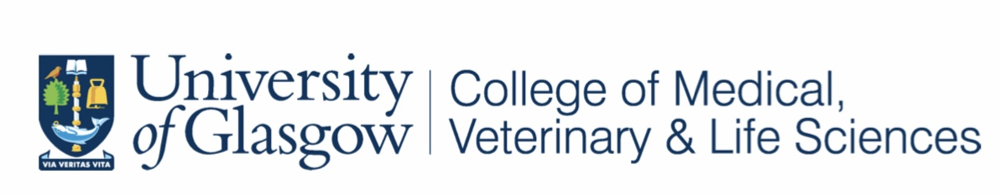 University
of Glasgow
College of Medical,
Veterinary & Life Sciences
VIA VERITAS VITA